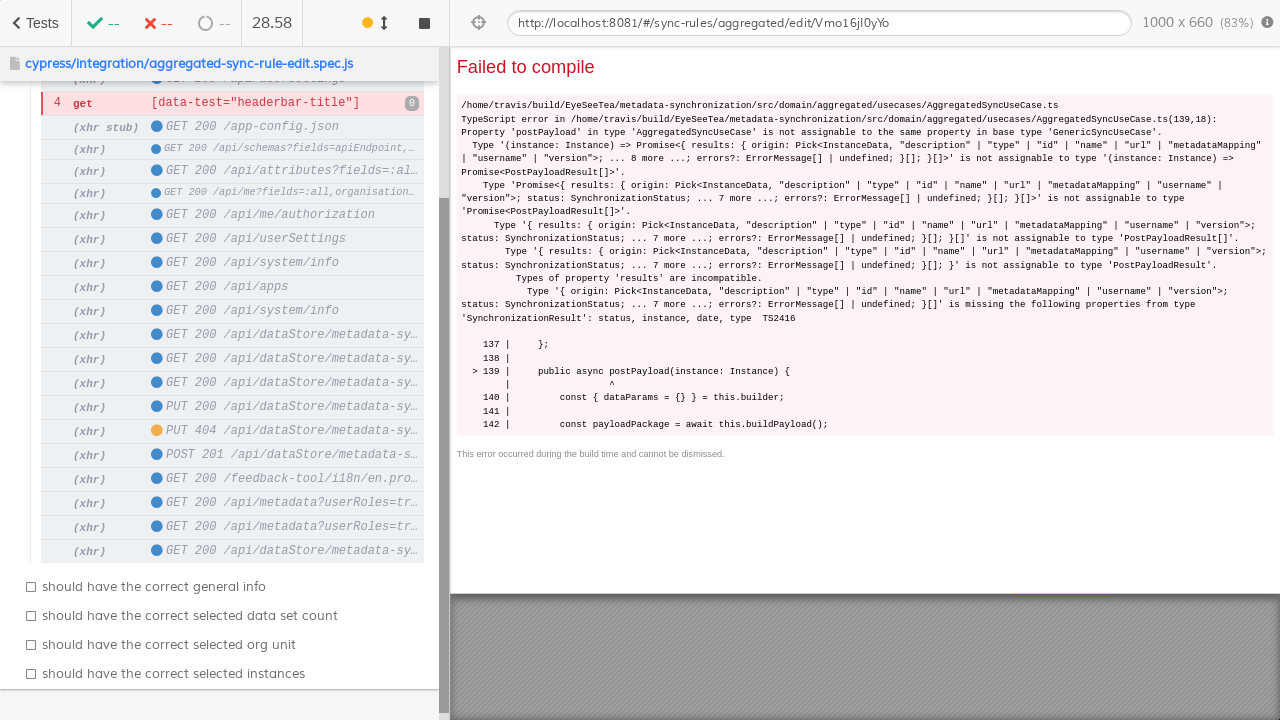 Tests
--
--
--
28.58
http://localhost:8081/#/sync-rules/aggregated/edit/Vmo16jl0yYo
1000 x 660 (83%)
cypress/integration/aggregated-sync-rule-edit.spec.js
4 get [data-test="headerbar-title"] 0
(xhr stub) GET 200 /app-config.json
(xhr) GET 200 /api/schemas?fields=apiEndpoint,…
(xhr) GET 200 /api/attributes?fields=:al…
(xhr) GET 200 /api/me?fields=:all,organisation…
(xhr) GET 200 /api/me/authorization
(xhr) GET 200 /api/userSettings
(xhr) GET 200 /api/system/info
(xhr) GET 200 /api/apps
(xhr) GET 200 /api/system/info
(xhr) GET 200 /api/dataStore/metadata-sy…
(xhr) GET 200 /api/dataStore/metadata-sy…
(xhr) GET 200 /api/dataStore/metadata-sy…
(xhr) PUT 200 /api/dataStore/metadata-sy…
(xhr) PUT 404 /api/dataStore/metadata-sy…
(xhr) POST 201 /api/dataStore/metadata-s…
(xhr) GET 200 /feedback-tool/i18n/en.pro…
(xhr) GET 200 /api/metadata?userRoles=tr…
(xhr) GET 200 /api/metadata?userRoles=tr…
(xhr) GET 200 /api/dataStore/metadata-sy…
should have the correct general info
should have the correct selected data set count
should have the correct selected org unit
should have the correct selected instances
Failed to compile
/home/travis/build/EyeSeeTea/metadata-synchronization/src/domain/aggregated/usecases/AggregatedSyncUseCase.ts
TypeScript error in /home/travis/build/EyeSeeTea/metadata-synchronization/src/domain/aggregated/usecases/AggregatedSyncUseCase.ts(139,18):
Property 'postPayload' in type 'AggregatedSyncUseCase' is not assignable to the same property in base type 'GenericSyncUseCase'.
Type '(instance: Instance) => Promise<{ results: { origin: Pick<InstanceData, "description" | "type" | "id" | "name" | "url" | "metadataMapping"
| "username" | "version">; ... 8 more ...; errors?: ErrorMessage[] | undefined; }[]; }[]>' is not assignable to type '(instance: Instance) =>
Promise<PostPayloadResult[]>'.
Type 'Promise<{ results: { origin: Pick<InstanceData, "description" | "type" | "id" | "name" | "url" | "metadataMapping" | "username" |
"version">; status: SynchronizationStatus; ... 7 more ...; errors?: ErrorMessage[] | undefined; }[]; }[]>' is not assignable to type
'Promise<PostPayloadResult[]>'.
Type '{ results: { origin: Pick<InstanceData, "description" | "type" | "id" | "name" | "url" | "metadataMapping" | "username" | "version">;
status: SynchronizationStatus; ... 7 more ...; errors?: ErrorMessage[] | undefined; }[]; }[]' is not assignable to type 'PostPayloadResult[]'.
Type '{ results: { origin: Pick<InstanceData, "description" | "type" | "id" | "name" | "url" | "metadataMapping" | "username" | "version">;
status: SynchronizationStatus; ... 7 more ...; errors?: ErrorMessage[] | undefined; }[]; }' is not assignable to type 'PostPayloadResult'.
Types of property 'results' are incompatible.
Type '{ origin: Pick<InstanceData, "description" | "type" | "id" | "name" | "url" | "metadataMapping" | "username" | "version">;
status: SynchronizationStatus; ... 7 more ...; errors?: ErrorMessage[] | undefined; }[]' is missing the following properties from type
'SynchronizationResult': status, instance, date, type  TS2416
137 |     };
138 |
> 139 |     public async postPayload(instance: Instance) {
|                  ^
140 |         const { dataParams = {} } = this.builder;
141 |
142 |         const payloadPackage = await this.buildPayload();
This error occurred during the build time and cannot be dismissed.